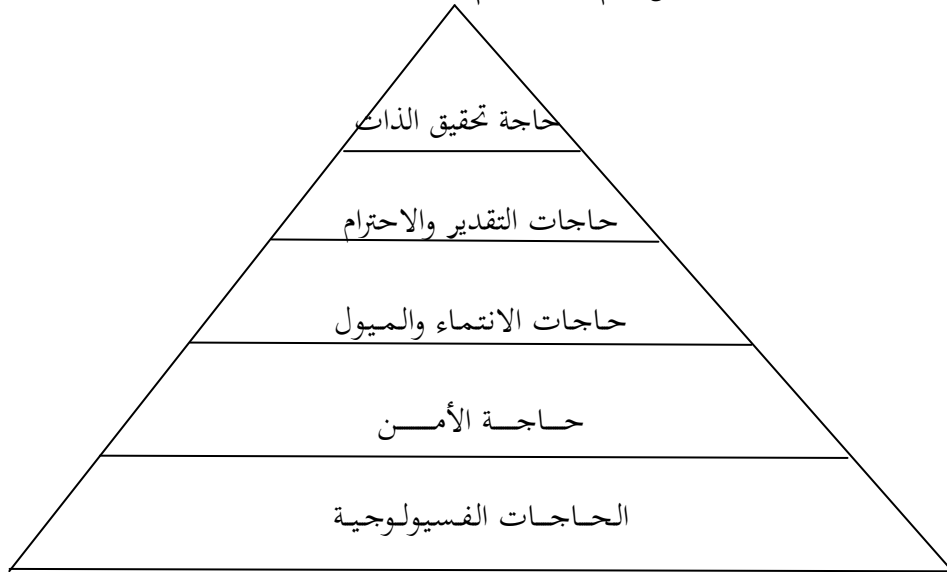 حاجة تحقيق الذات
حاجات التقدير والاحترام
حاجات الانتماء والميول
حاجة الأمن
الحاجات الفسيولوجية